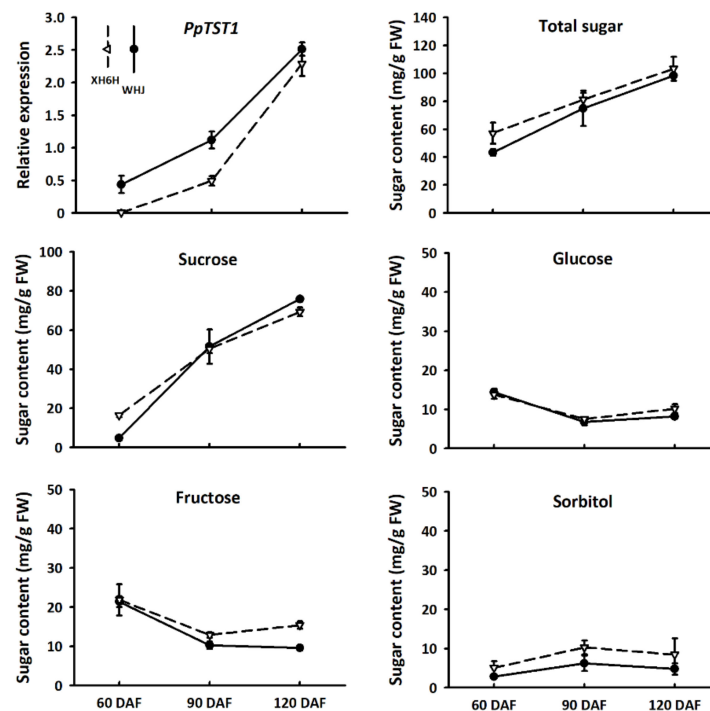 PpTST1
Relative expression
3.0
2.5
2.0
1.5
1.0
0.5
0
XH6H
WHJ
Total sugar
Sugar content (mg/g FW)
140
120
100
80
60
40
20
0
Sucrose
Sugar content (mg/g FW)
100
80
60
40
20
0
Glucose
Sugar content (mg/g FW)
50
40
30
20
10
0
Fructose
Sugar content (mg/g FW)
50
40
30
20
10
0
60 DAF 90 DAF 120 DAF
Sorbitol
Sugar content (mg/g FW)
50
40
30
20
10
0
60 DAF 90 DAF 120 DAF